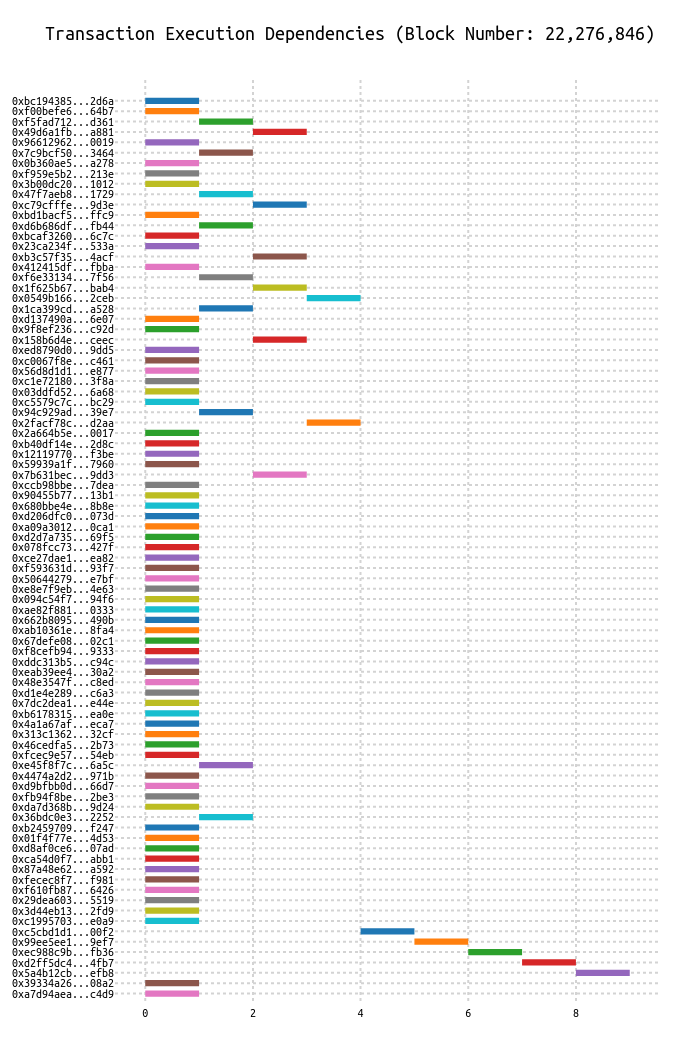 Transaction Execution Dependencies (Block Number: 22,276,846)
0xbc194385...2d6a
0xf00befe6...64b7
0xf5fad712...d361
0x49d6a1fb...a881
0x96612962...0019
0x7c9bcf50...3464
0x0b360ae5...a278
0xf959e5b2...213e
0x3b00dc20...1012
0x47f7aeb8...1729
0xc79cfffe...9d3e
0xbd1bacf5...ffc9
0xd6b686df...fb44
0xbcaf3260...6c7c
0x23ca234f...533a
0xb3c57f35...4acf
0x412415df...fbba
0xf6e33134...7f56
0x1f625b67...bab4
0x0549b166...2ceb
0x1ca399cd...a528
0xd137490a...6e07
0x9f8ef236...c92d
0x158b6d4e...ceec
0xed8790d0...9dd5
0xc0067f8e...c461
0x56d8d1d1...e877
0xc1e72180...3f8a
0x03ddfd52...6a68
0xc5579c7c...bc29
0x94c929ad...39e7
0x2facf78c...d2aa
0x2a664b5e...0017
0xb40df14e...2d8c
0x12119770...f3be
0x59939a1f...7960
0x7b631bec...9dd3
0xccb98bbe...7dea
0x90455b77...13b1
0x680bbe4e...8b8e
0xd206dfc0...073d
0xa09a3012...0ca1
0xd2d7a735...69f5
0x078fcc73...427f
0xce27dae1...ea82
0xf593631d...93f7
0x50644279...e7bf
0xe8e7f9eb...4e63
0x094c54f7...94f6
0xae82f881...0333
0x662b8095...490b
0xab10361e...8fa4
0x67defe08...02c1
0xf8cefb94...9333
0xddc313b5...c94c
0xeab39ee4...30a2
0x48e3547f...c8ed
0xd1e4e289...c6a3
0x7dc2dea1...e44e
0xb6178315...ea0e
0x4a1a67af...eca7
0x313c1362...32cf
0x46cedfa5...2b73
0xfcec9e57...54eb
0xe45f8f7c...6a5c
0x4474a2d2...971b
0xd9bfbb0d...66d7
0xfb94f8be...2be3
0xda7d368b...9d24
0x36bdc0e3...2252
0xb2459709...f247
0x01f4f77e...4d53
0xd8af0ce6...07ad
0xca54d0f7...abb1
0x87a48e62...a592
0xfecec8f7...f981
0xf610fb87...6426
0x29dea603...5519
0x3d44eb13...2fd9
0xc1995703...e0a9
0xc5cbd1d1...00f2
0x99ee5ee1...9ef7
0xec988c9b...fb36
0xd2ff5dc4...4fb7
0x5a4b12cb...efb8
0x39334a26...08a2
0xa7d94aea...c4d9
0 2 4 6 8